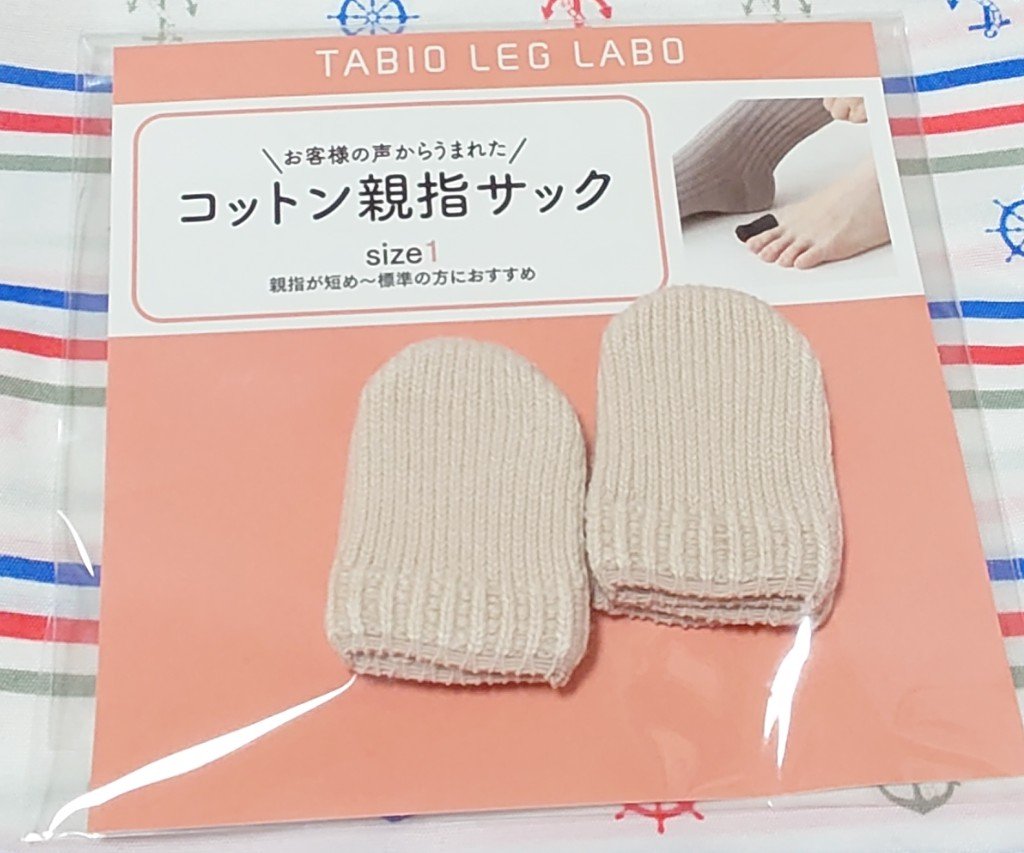 TABIO LEG LABO
\お客様の声からうまれた/
コットン親指サック
size1
親指が短め〜標準の方におすすめ